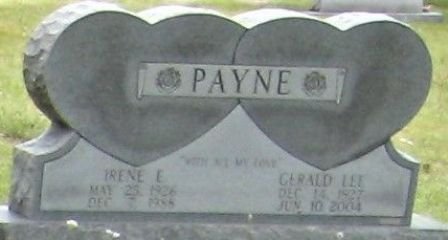 PAYNE
"WITH ALL MY LOVE"
IRENE E.
MAY 25, 1926
DEC 7, 1988
GERALD LEE
DEC 14, 1927
JUN 10, 2004